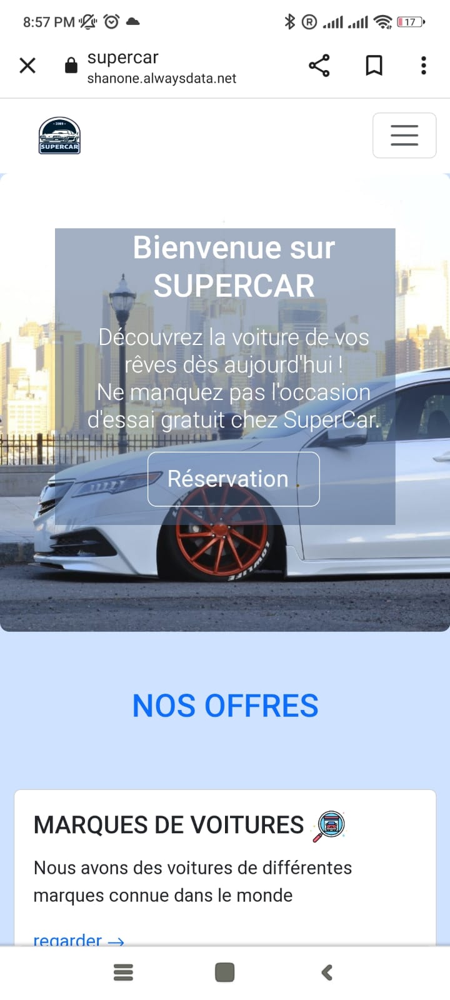 8:57 PM
17
supercar
shanone.alwaysdata.net
2003
SUPERCAR
Bienvenue sur
SUPERCAR
Découvrez la voiture de vos
rêves dès aujourd'hui !
Ne manquez pas l'occasion
d'essai gratuit chez SuperCar.
Réservation
LOWLIFE
NOS OFFRES
MARQUES DE VOITURES
Nous avons des voitures de différentes
marques connue dans le monde
regarder →